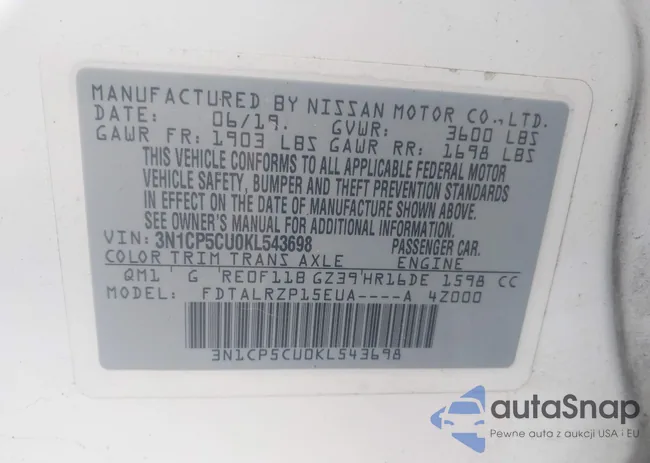 MANUFACTURED BY NISSAN MOTOR CO.,LTD.
DATE: 06/19. GVWR: 3600 LBS
GAWR FR: 1903 LBS GAWR RR: 1698 LBS
THIS VEHICLE CONFORMS TO ALL APPLICABLE FEDERAL MOTOR
VEHICLE SAFETY, BUMPER AND THEFT PREVENTION STANDARDS
IN EFFECT ON THE DATE OF MANUFACTURE SHOWN ABOVE.
SEE OWNER'S MANUAL FOR ADDITIONAL INFORMATION.
VIN: 3N1CP5CU0KL543698 PASSENGER CAR.
COLOR TRIM TRANS AXLE ENGINE
QM1 G RE0F11B GZ39 HR16DE 1598 CC
MODEL: FDTALRZP15EUA----A 4Z000
3N1CP5CU0KL543698
autaSnap
Pewne auta z aukcji USA i EU